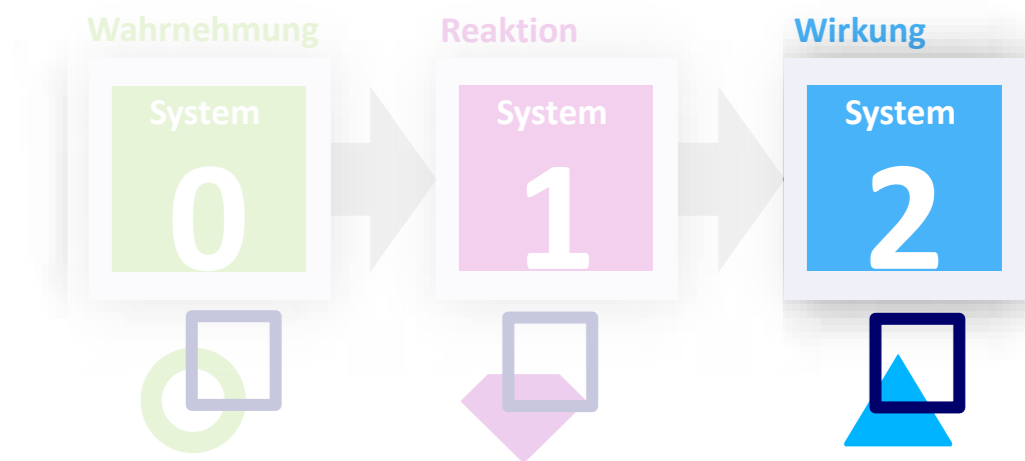 Wahrnehmung
Reaktion
Wirkung
System
0
System
1
System
2